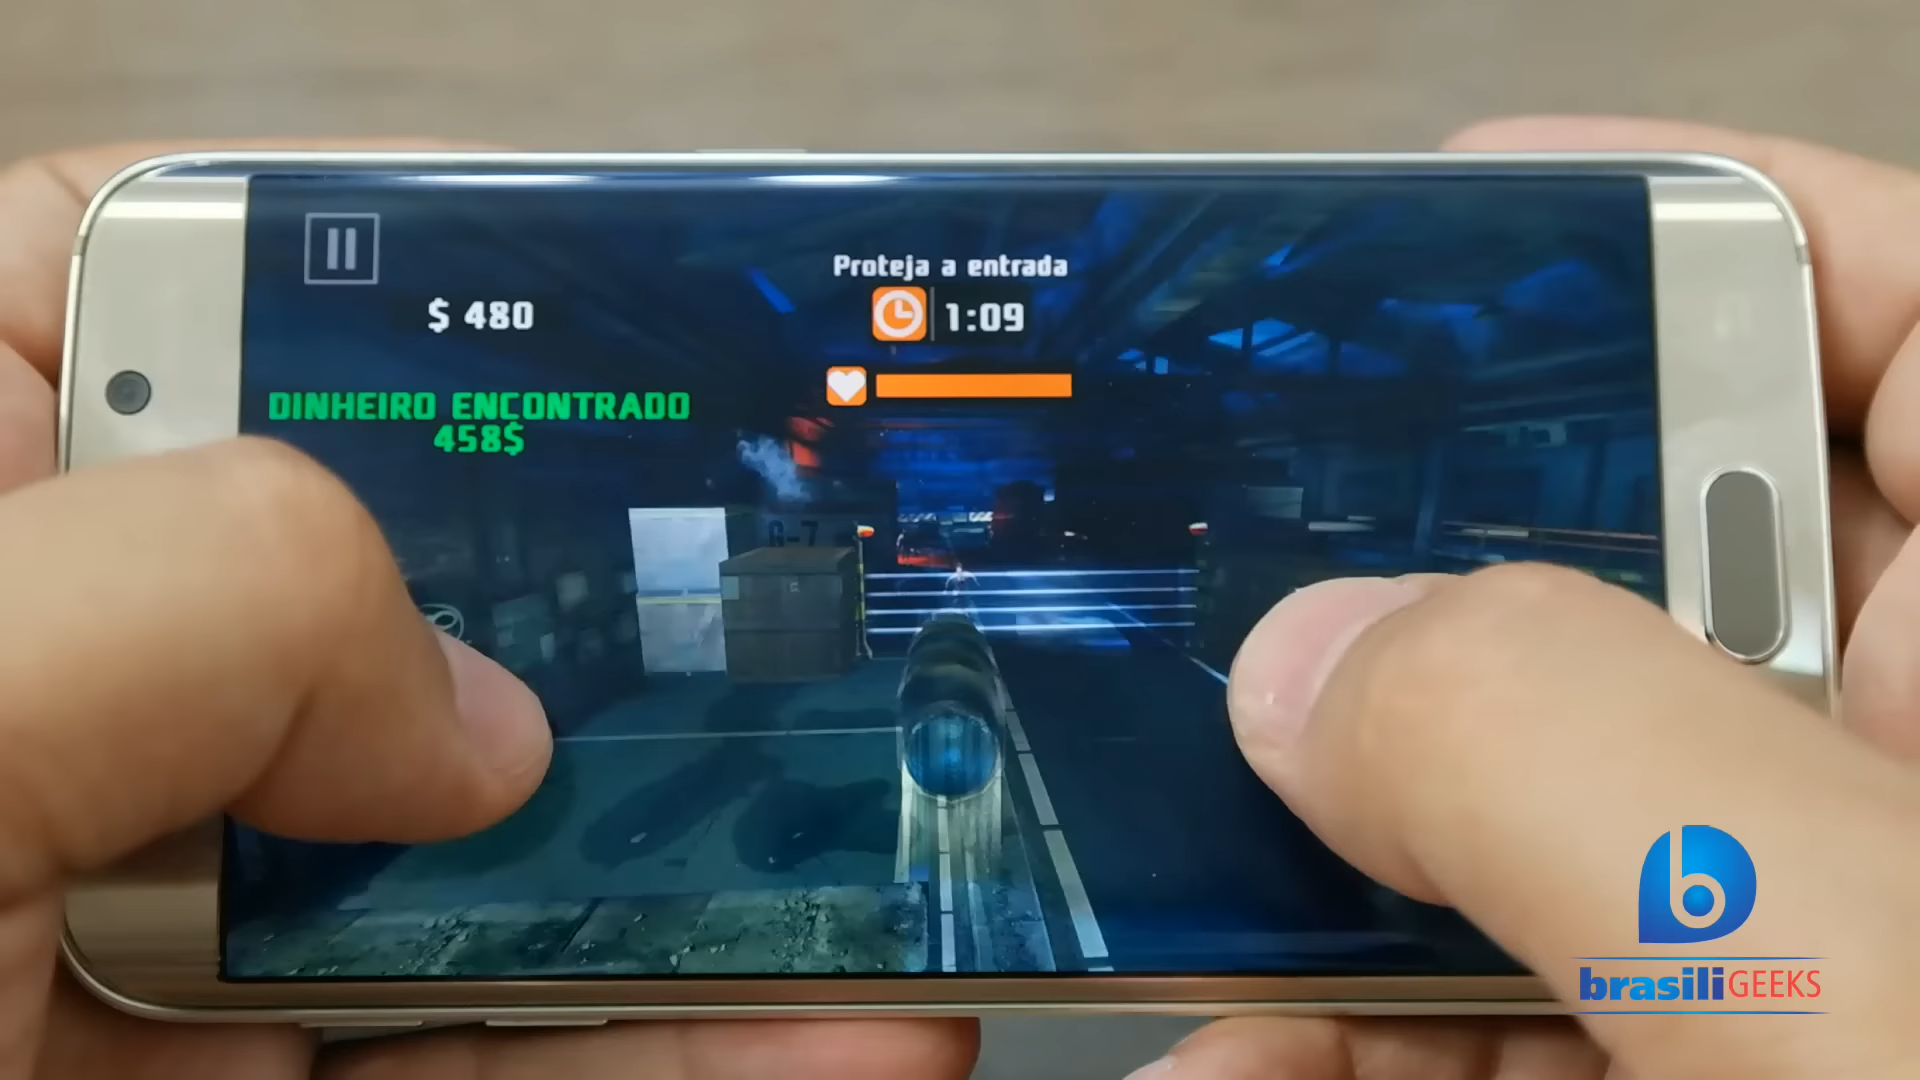 Proteja a entrada
$ 480
1:09
DINHEIRO ENCONTRADO
458$
brasiliGEEKS